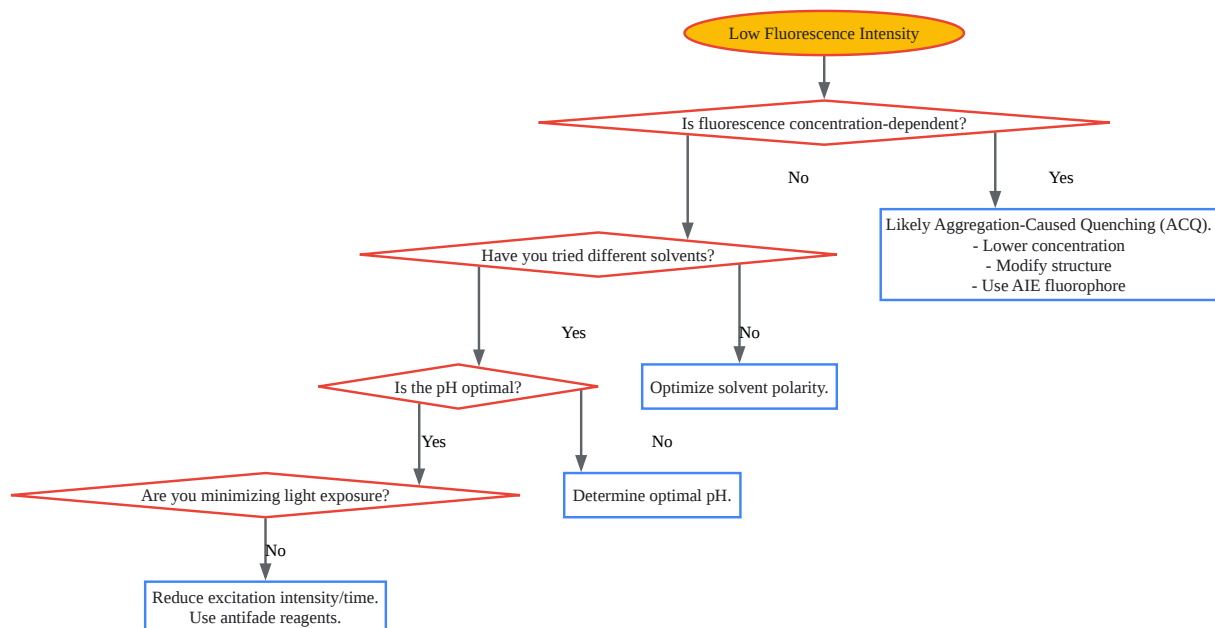 Low Fluorescence Intensity
Is fluorescence concentration-dependent?
No
Yes
Likely Aggregation-Caused Quenching (ACQ).
- Lower concentration
- Modify structure
- Use AIE fluorophore
Have you tried different solvents?
Yes
No
Is the pH optimal?
Optimize solvent polarity.
Yes
No
Are you minimizing light exposure?
Determine optimal pH.
No
Reduce excitation intensity/time.
Use antifade reagents.